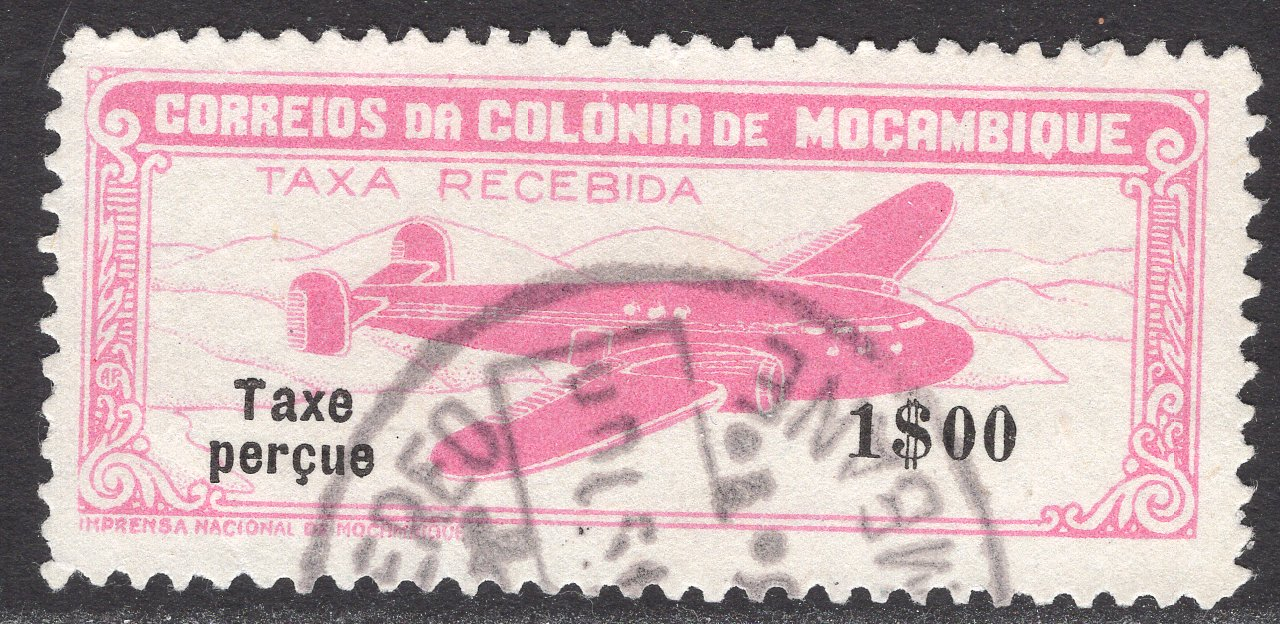 CORREIOS DA COLÓNIA DE MOÇAMBIQUE
TAXA RECEBIDA
Taxe
perçue
1$00
IMPRENSA NACIONAL DE MOÇAMBIQUE